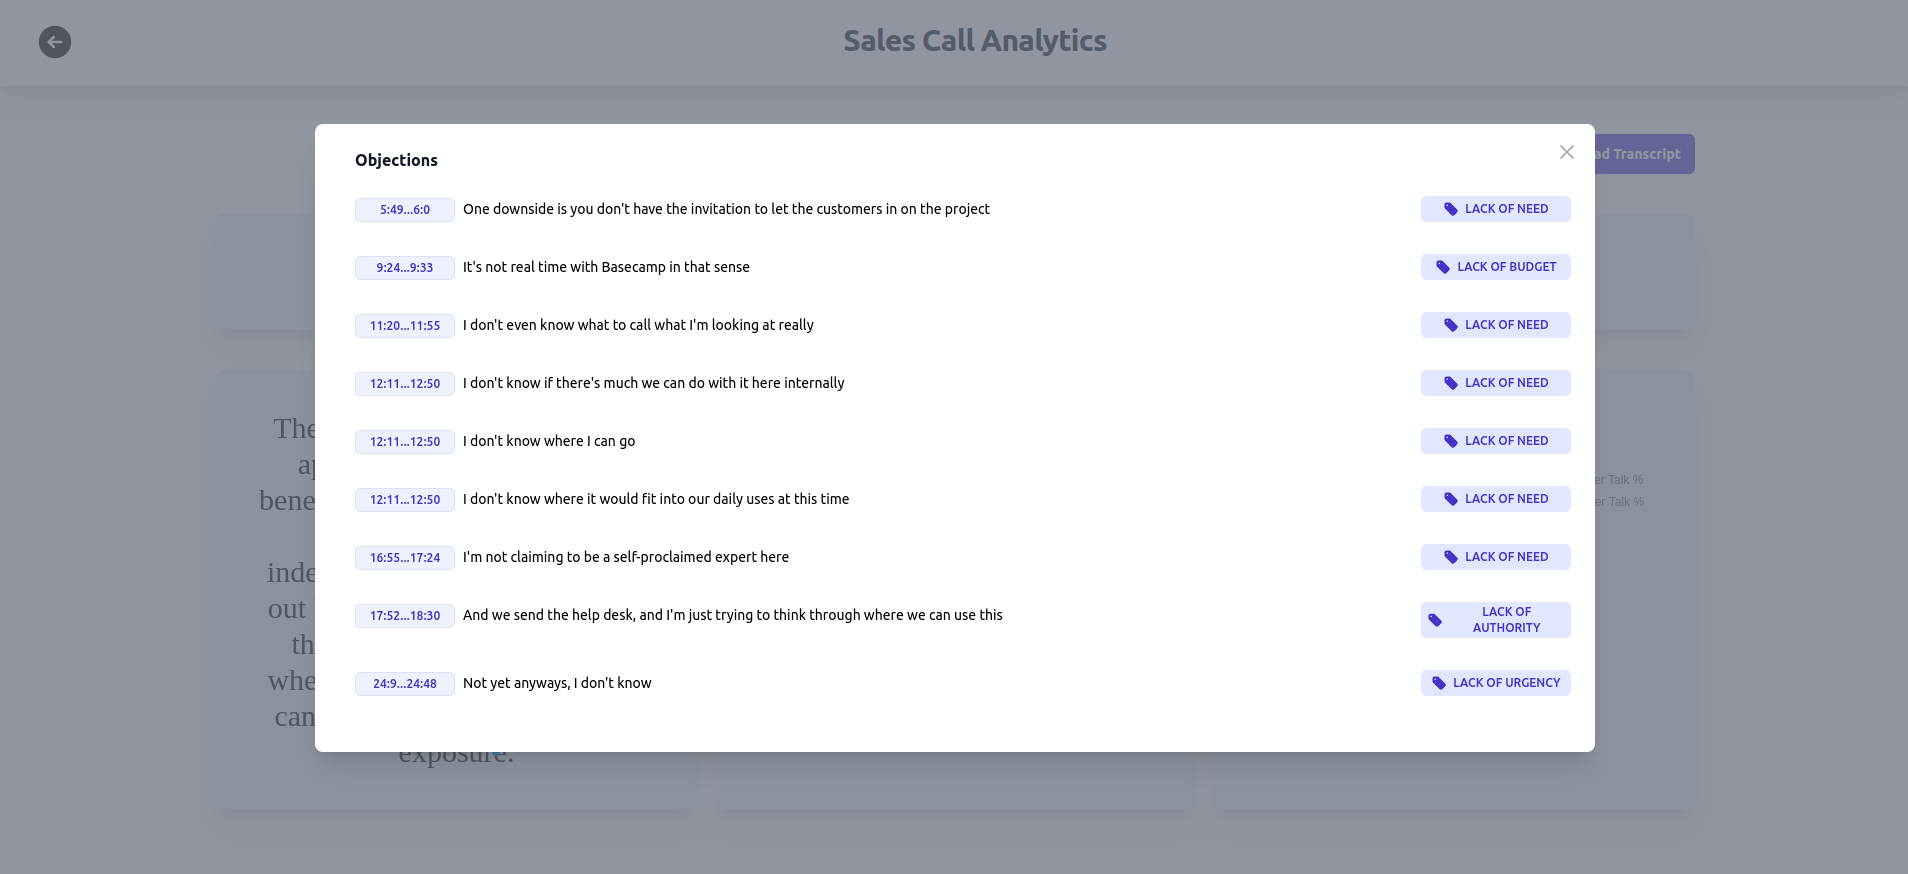 Sales Call Analytics
ad Transcript
Objections
5:49...6:0 One downside is you don't have the invitation to let the customers in on the project LACK OF NEED
9:24...9:33 It's not real time with Basecamp in that sense LACK OF BUDGET
11:20...11:55 I don't even know what to call what I'm looking at really LACK OF NEED
12:11...12:50 I don't know if there's much we can do with it here internally LACK OF NEED
12:11...12:50 I don't know where I can go LACK OF NEED
12:11...12:50 I don't know where it would fit into our daily uses at this time LACK OF NEED
16:55...17:24 I'm not claiming to be a self-proclaimed expert here LACK OF NEED
17:52...18:30 And we send the help desk, and I'm just trying to think through where we can use this LACK OF
AUTHORITY
24:9...24:48 Not yet anyways, I don't know LACK OF URGENCY
The
bene
inde
out
th
whe
can
exposure.
er Talk %
er Talk %